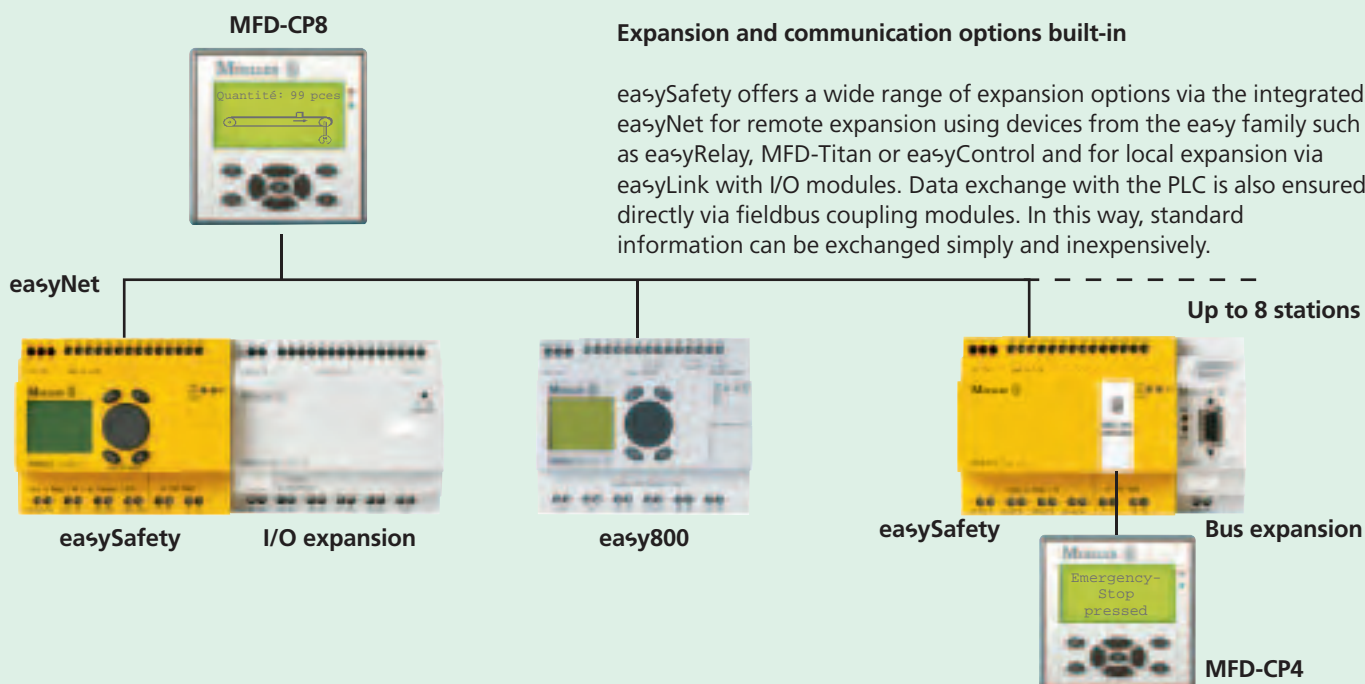 MFD-CP8
Quantité: 99 pces
Expansion and communication options built-in
easySafety offers a wide range of expansion options via the integrated
easyNet for remote expansion using devices from the easy family such
as easyRelay, MFD-Titan or easyControl and for local expansion via
easyLink with I/O modules. Data exchange with the PLC is also ensured
directly via fieldbus coupling modules. In this way, standard
information can be exchanged simply and inexpensively.
easyNet
Up to 8 stations
easySafety
I/O expansion
easy800
easySafety
Bus expansion
Emergency-
Stop
pressed
MFD-CP4